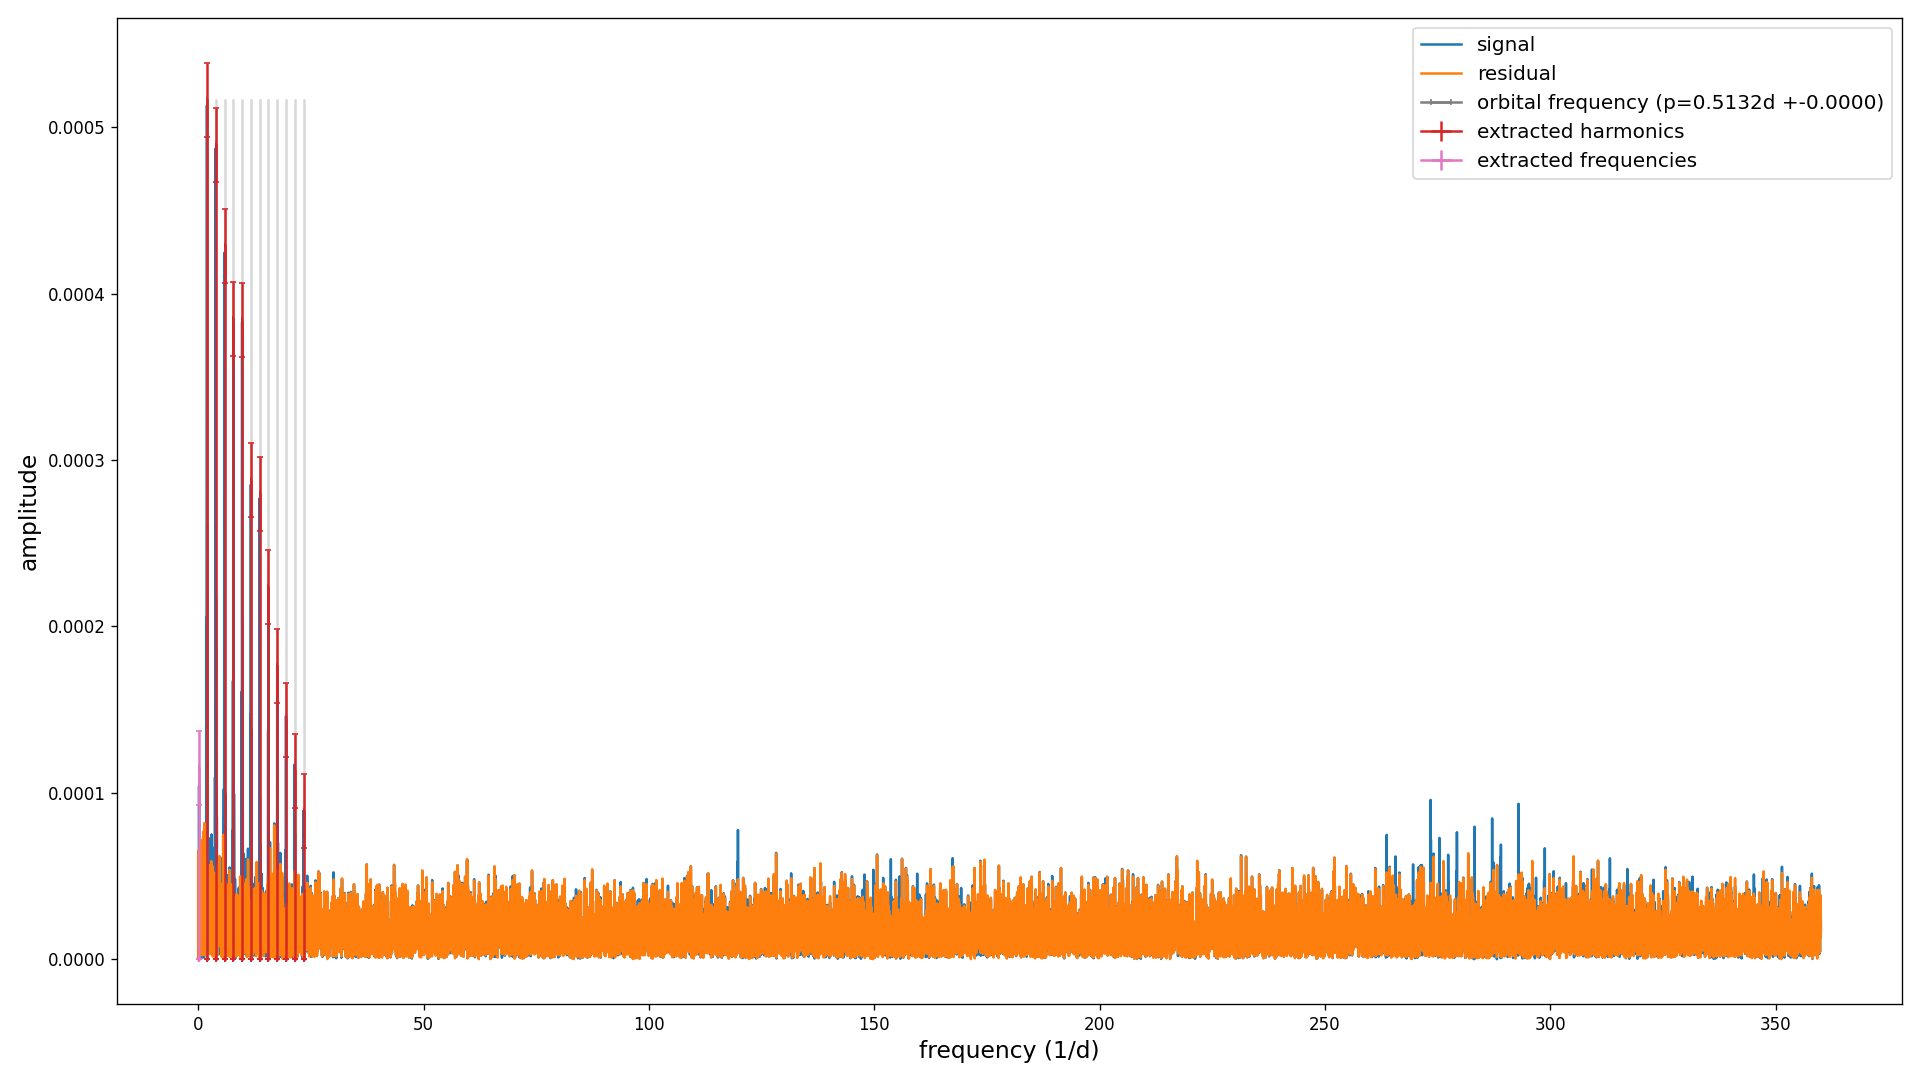 signal
residual
orbital frequency (p=0.5132d +-0.0000)
extracted harmonics
extracted frequencies
amplitude
0.0005
0.0004
0.0003
0.0002
0.0001
0.0000
0 50 100 150 200 250 300 350
frequency (1/d)